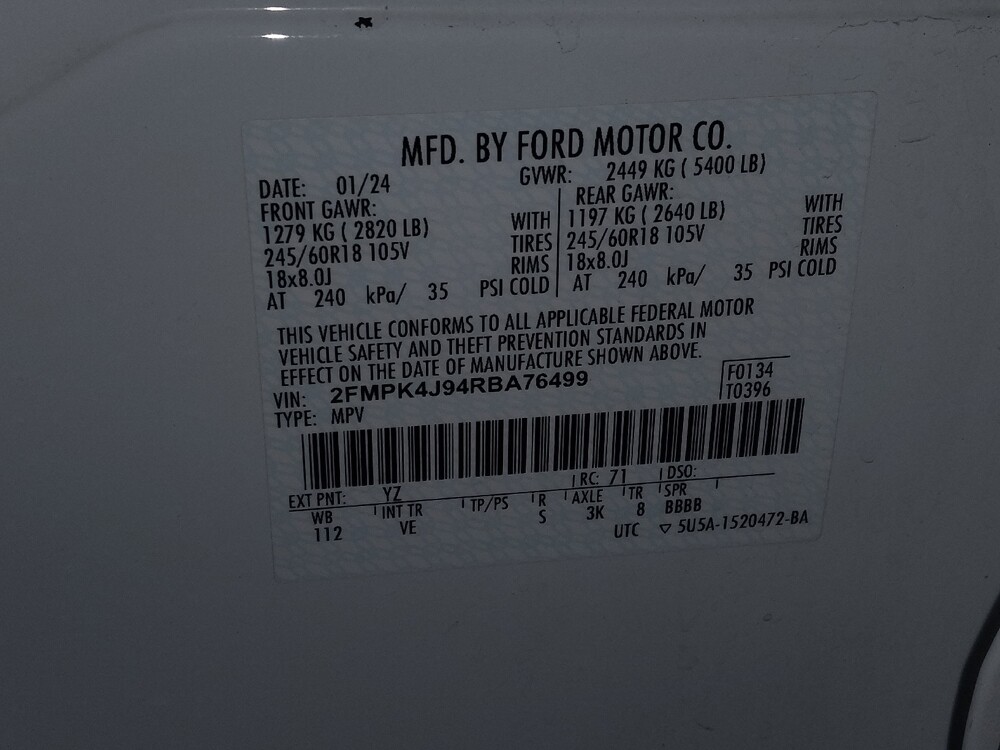 MFD. BY FORD MOTOR CO.
DATE: 01/24 GVWR: 2449 KG ( 5400 LB)
FRONT GAWR: REAR GAWR:
1279 KG ( 2820 LB) WITH 1197 KG ( 2640 LB) WITH
245/60R18 105V TIRES 245/60R18 105V TIRES
18x8.0J RIMS 18x8.0J RIMS
AT 240 kPa/ 35 PSI COLD AT 240 kPa/ 35 PSI COLD
THIS VEHICLE CONFORMS TO ALL APPLICABLE FEDERAL MOTOR
VEHICLE SAFETY AND THEFT PREVENTION STANDARDS IN
EFFECT ON THE DATE OF MANUFACTURE SHOWN ABOVE.
VIN: 2FMPK4J94RBA76499 F0134
TYPE: MPV T0396
EXT PNT: YZ RC: 71 DSO:
WB INT TR TP/PS R AXLE TR SPR
112 VE S 3K 8 BBBB
UTC ▽ 5U5A-1520472-BA